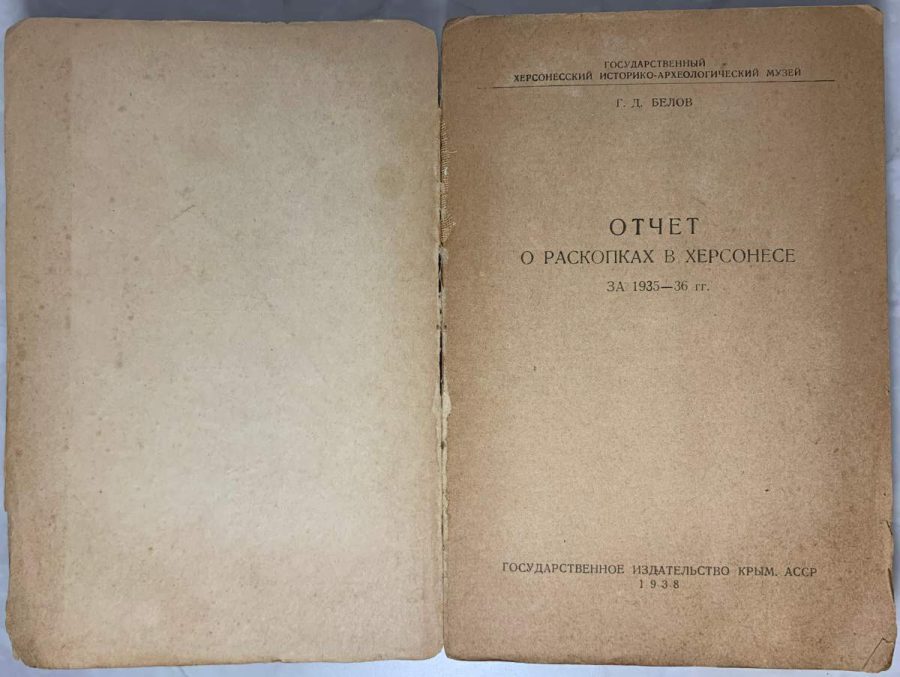 ГОСУДАРСТВЕННЫЙ
ХЕРСОНЕССКИЙ ИСТОРИКО-АРХЕОЛОГИЧЕСКИЙ МУЗЕЙ
Г. Д. БЕЛОВ
ОТЧЕТ
О РАСКОПКАХ В ХЕРСОНЕСЕ
ЗА 1935—36 гг.
ГОСУДАРСТВЕННОЕ ИЗДАТЕЛЬСТВО КРЫМ. АССР
1938